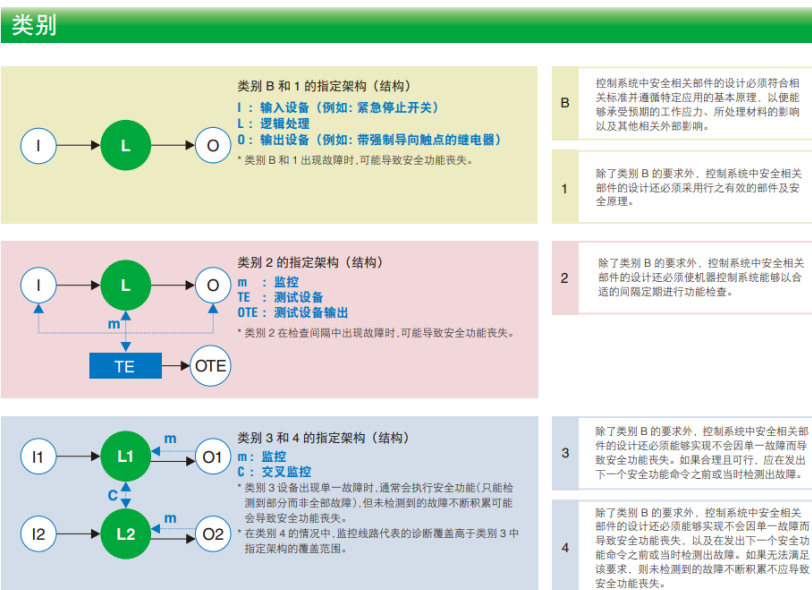 类别
类别 B 和 1 的指定架构（结构）
I ：输入设备（例如: 紧急停止开关）
L ：逻辑处理
O ：输出设备（例如: 带强制导向触点的继电器）
* 类别 B 和 1 出现故障时,可能导致安全功能丧失。
I
L
O
B
控制系统中安全相关部件的设计必须符合相
关标准并遵循特定应用的基本原理，以便能
够承受预期的工作应力、所处理材料的影响
以及其他相关外部影响。
1
除了类别 B 的要求外，控制系统中安全相关
部件的设计还必须采用行之有效的部件及安
全原理。
类别 2 的指定架构（结构）
m ：监控
TE ：测试设备
OTE ：测试设备输出
* 类别 2 在检查间隔中出现故障时,可能导致安全功能丧失。
I
L
O
m
TE
OTE
2
除了类别 B 的要求外，控制系统中安全相关
部件的设计还必须使机器控制系统能够以合
适的间隔定期进行功能检查。
类别 3 和 4 的指定架构（结构）
m ：监控
C ：交叉监控
* 类别 3 设备出现单一故障时,通常会执行安全功能(只能检
测到部分而非全部故障),但未检测到的故障不断积累可能
会导致安全功能丧失。
* 在类别 4 的情况中,监控线路代表的诊断覆盖高于类别 3 中
指定架构的覆盖范围。
I1
L1
m
O1
C
I2
L2
m
O2
3
除了类别 B 的要求外，控制系统中安全相关部
件的设计还必须能够实现不会因单一故障而导
致安全功能丧失。如果合理且可行，应在发出
下一个安全功能命令之前或当时检测出故障。
4
除了类别 B 的要求外，控制系统中安全相关
部件的设计还必须能够实现不会因单一故障而
导致安全功能丧失，以及在发出下一个安全功
能命令之前或当时检测出故障。如果无法满足
该要求，则未检测到的故障不断积累不应导致
安全功能丧失。